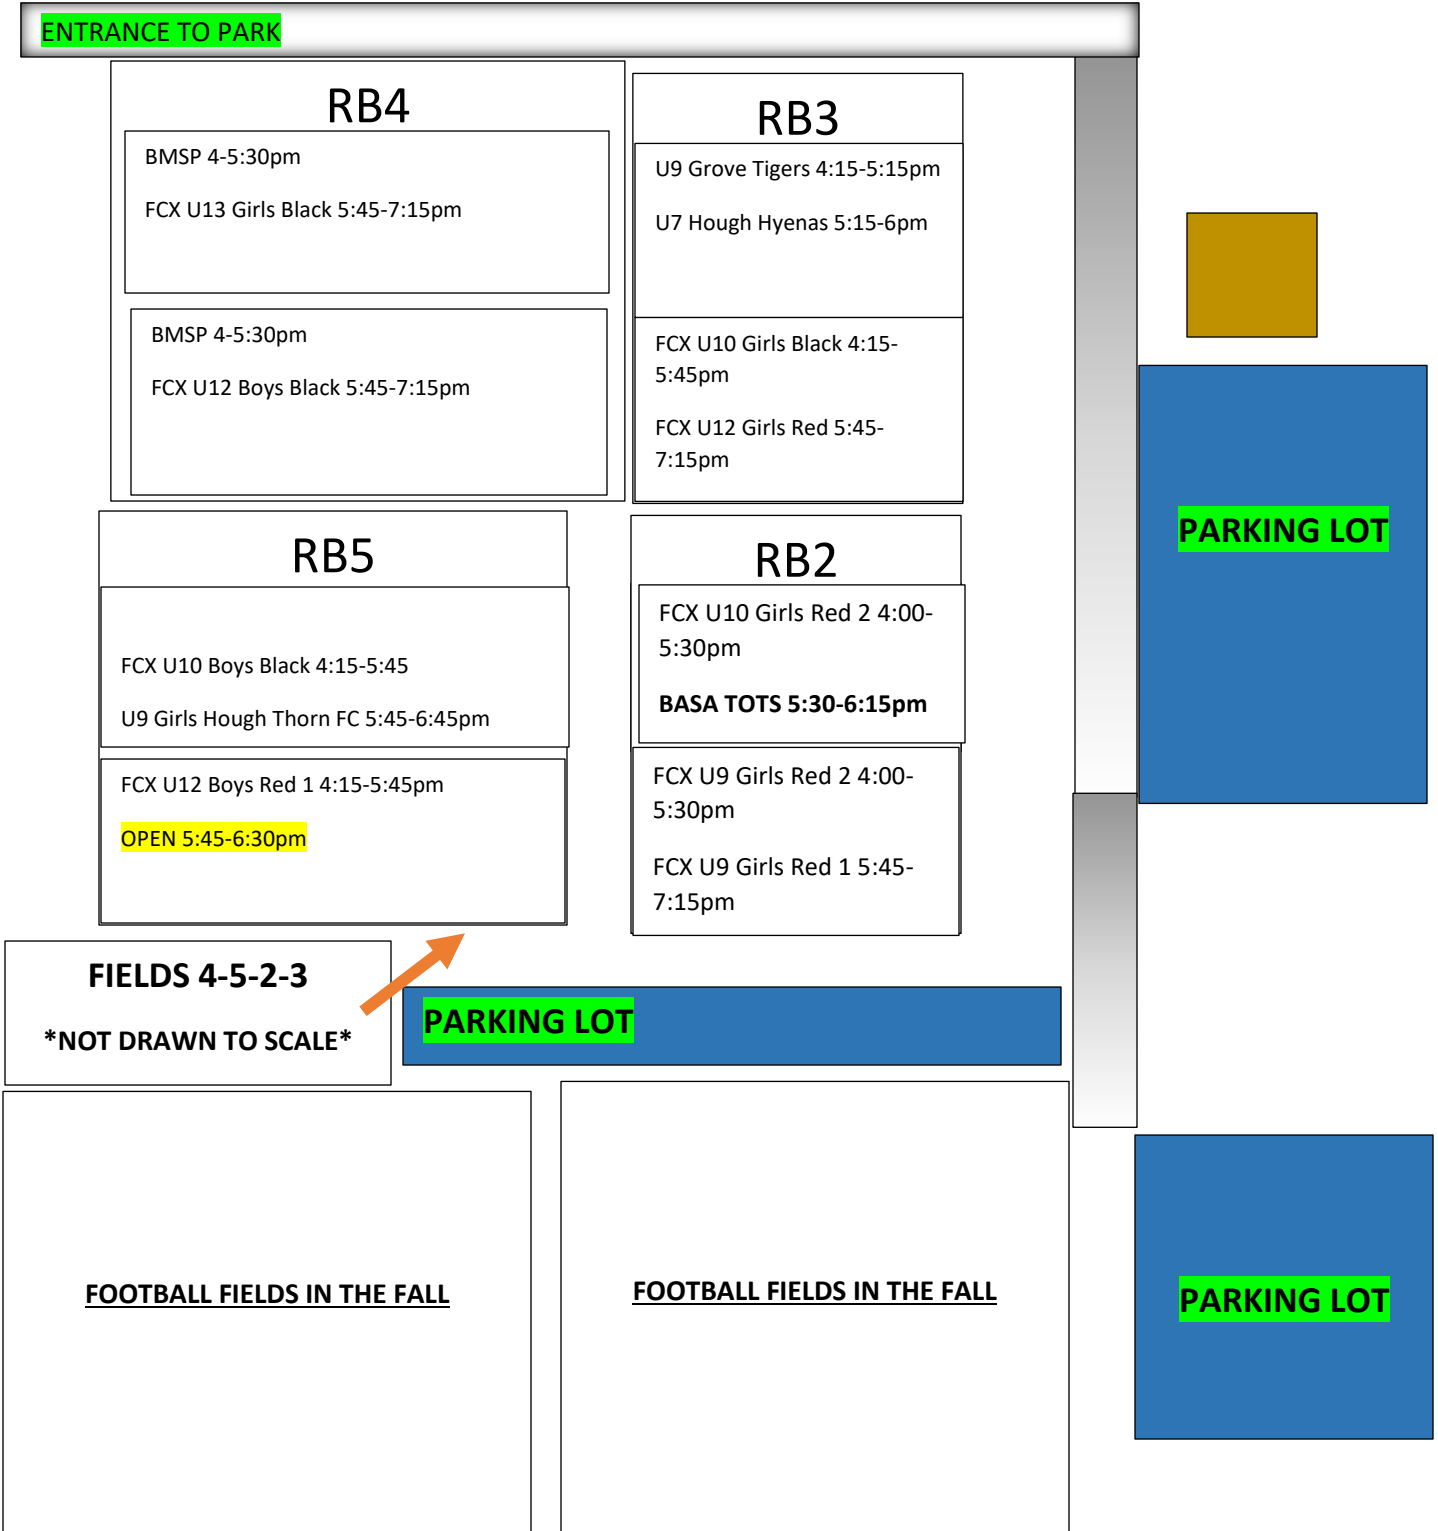 ENTRANCE TO PARK
RB4
BMSP 4-5:30pm
FCX U13 Girls Black 5:45-7:15pm
BMSP 4-5:30pm
FCX U12 Boys Black 5:45-7:15pm
RB3
U9 Grove Tigers 4:15-5:15pm
U7 Hough Hyenas 5:15-6pm
FCX U10 Girls Black 4:15-
5:45pm
FCX U12 Girls Red 5:45-
7:15pm
PARKING LOT
RB5
FCX U10 Boys Black 4:15-5:45
U9 Girls Hough Thorn FC 5:45-6:45pm
FCX U12 Boys Red 1 4:15-5:45pm
OPEN 5:45-6:30pm
RB2
FCX U10 Girls Red 2 4:00-
5:30pm
BASA TOTS 5:30-6:15pm
FCX U9 Girls Red 2 4:00-
5:30pm
FCX U9 Girls Red 1 5:45-
7:15pm
FIELDS 4-5-2-3
*NOT DRAWN TO SCALE*
PARKING LOT
FOOTBALL FIELDS IN THE FALL
FOOTBALL FIELDS IN THE FALL
PARKING LOT